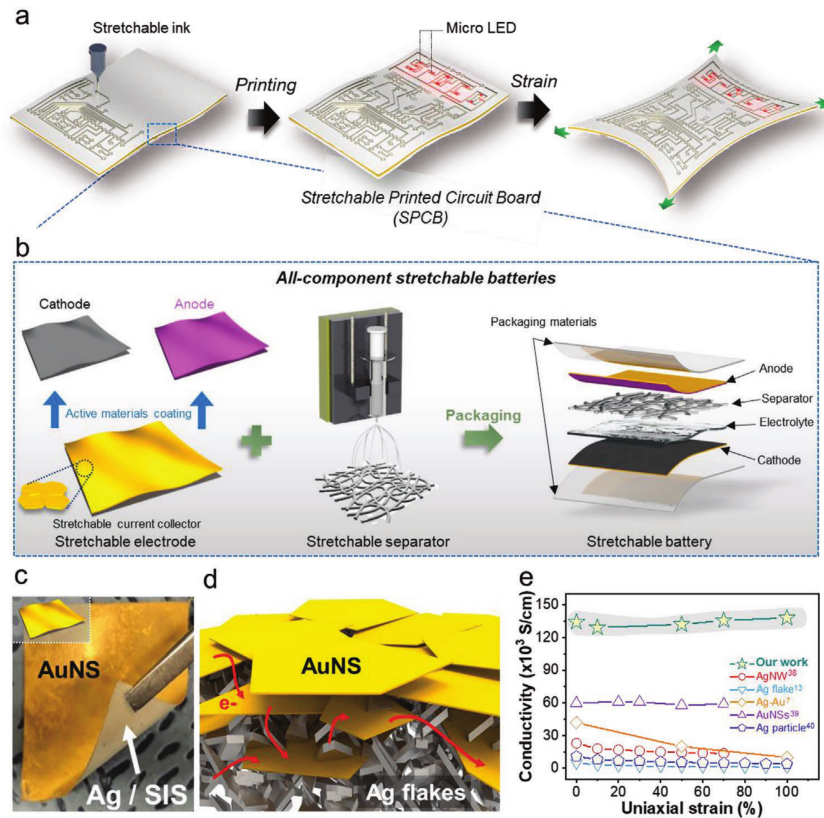 a
Stretchable ink
Micro LED
Printing
Strain
Stretchable Printed Circuit Board
(SPCB)
b
All-component stretchable batteries
Cathode
Anode
Active materials coating
Stretchable current collector
Stretchable electrode
Stretchable separator
Packaging
Packaging materials
Anode
Separator
Electrolyte
Cathode
Stretchable battery
c
AuNS
Ag / SIS
d
AuNS
e-
Ag flakes
e
Conductivity (x10³ S/cm)
150
120
90
60
30
0
Our work
AgNW³⁸
Ag flake¹³
Ag-Au⁷
AuNSs³⁹
Ag particle⁴⁰
0 20 40 60 80 100
Uniaxial strain (%)